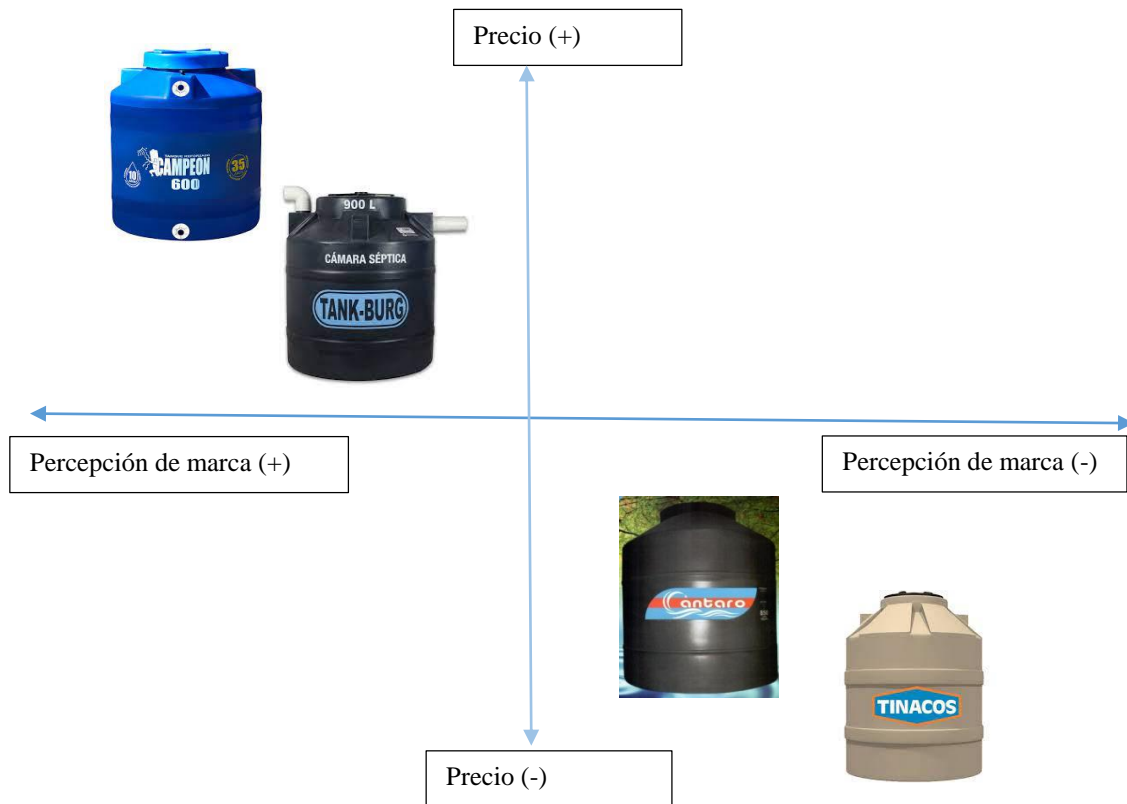 Precio (+)
CAMPEON
600
10
35
900 L
CÁMARA SÉPTICA
TANK-BURG
Percepción de marca (+)
Percepción de marca (-)
Cántaro
TINACOS
Precio (-)